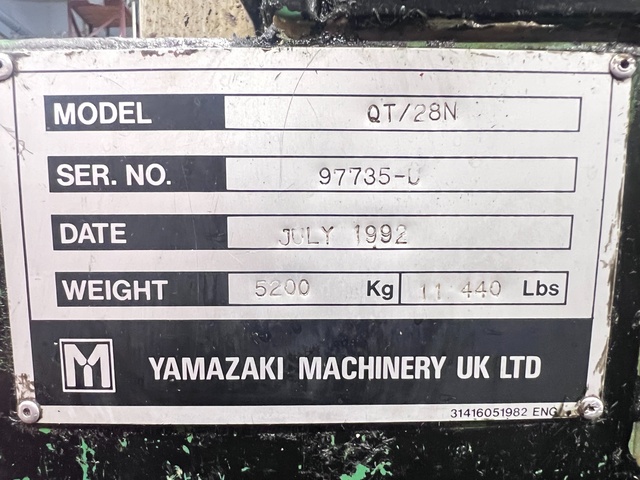 MODEL QT/28N
SER. NO. 97735-U
DATE JULY 1992
WEIGHT 5200 Kg 11 440 Lbs
YAMAZAKI MACHINERY UK LTD
31416051982 ENG